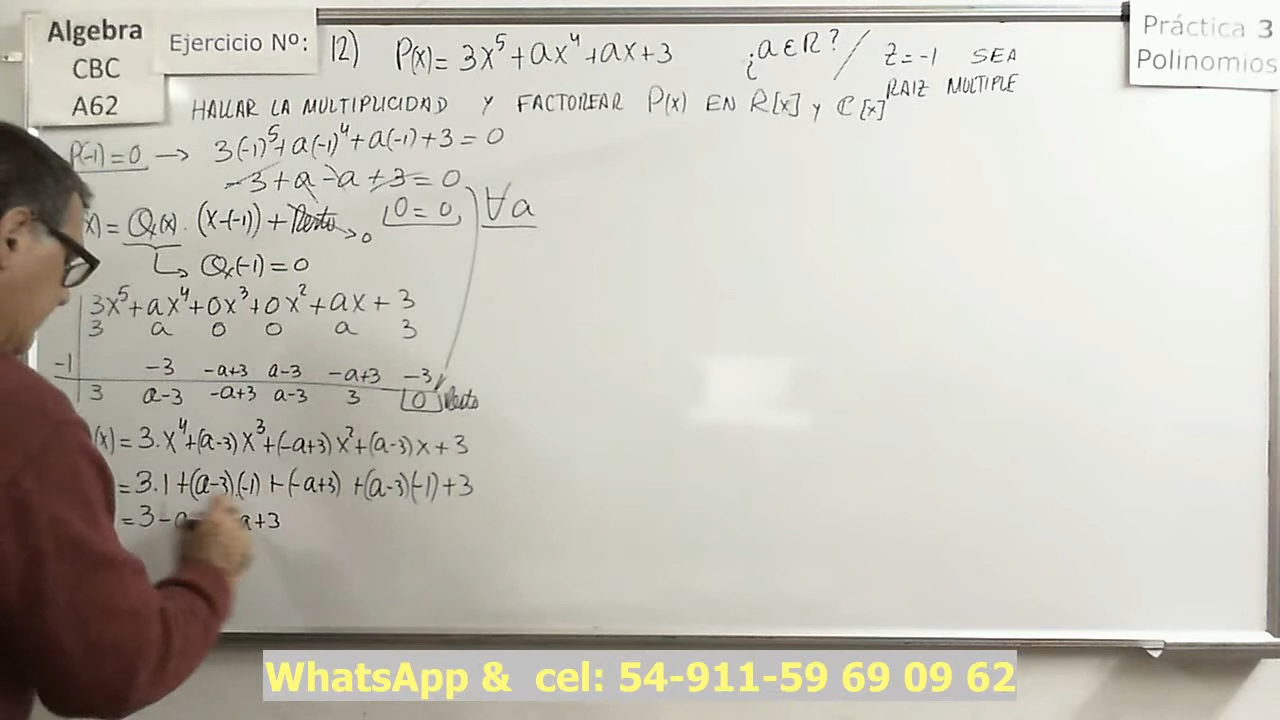 Algebra
CBC
A62
Ejercicio Nº:
12) P(x) = 3x⁵ + ax⁴ + ax + 3 ¿a ∈ R? / Z = -1 SEA
RAIZ MULTIPLE
Práctica 3
Polinomios
HALLAR LA MULTIPLICIDAD Y FACTOREAR P(x) EN R[x] y C[x]
P(-1) = 0 → 3(-1)⁵ + a(-1)⁴ + a(-1) + 3 = 0
-3 + a - a + 3 = 0
x) = Q(x) . (x-(-1)) + Resto → 0 0 = 0 ∀a
↳ Q(-1) = 0
3x⁵ + ax⁴ + 0x³ + 0x² + ax + 3
3 a 0 0 a 3
-1 -3 -a+3 a-3 -a+3 -3
3 a-3 -a+3 a-3 3 0 Resto
(x) = 3.x⁴ + (a-3)x³ + (-a+3)x² + (a-3)x + 3
= 3.1 + (a-3).(-1) + (-a+3) + (a-3)(-1) + 3
= 3 - a a+3
WhatsApp & cel: 54-911-59 69 09 62